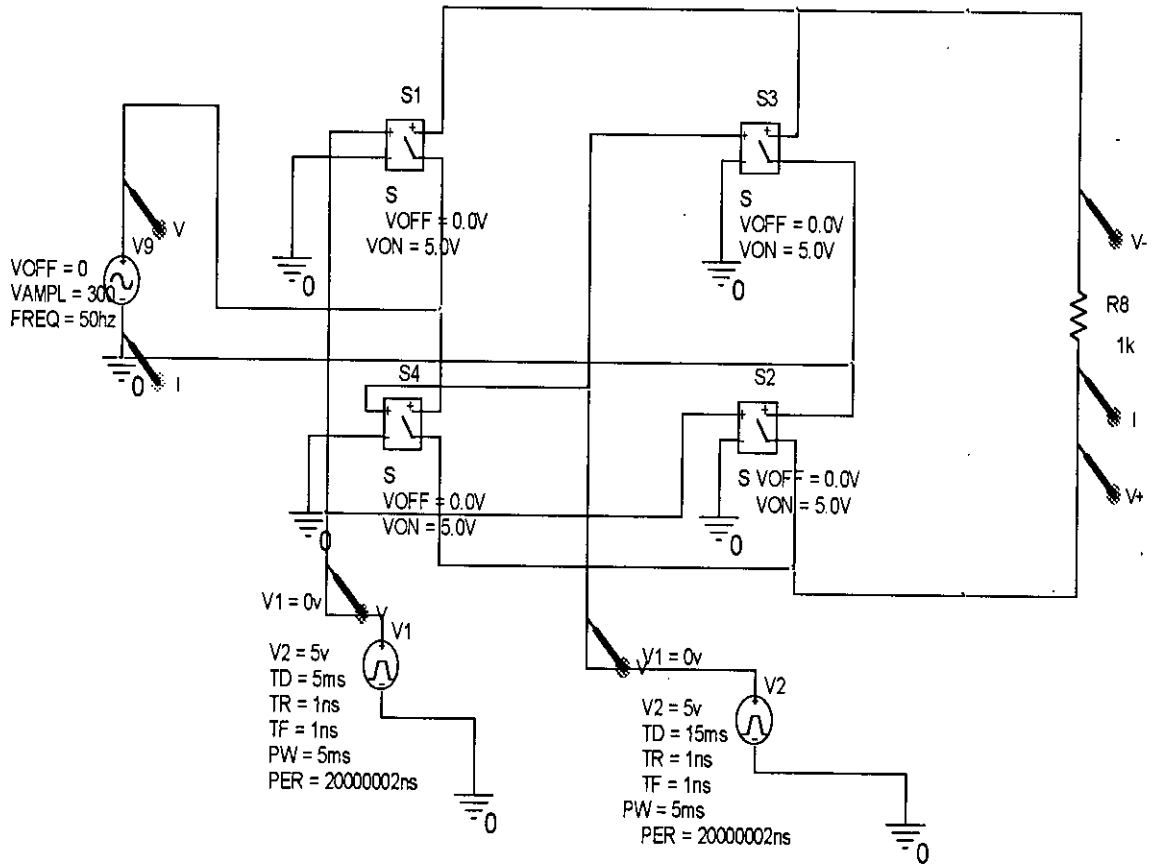 S1
S3
S
VOFF = 0.0V
VON = 5.0V
0
S
VOFF = 0.0V
VON = 5.0V
0
V
V9
VOFF = 0
VAMPL = 300
FREQ = 50hz
0
I
V-
R8
1k
I
V+
S4
S2
S
VOFF = 0.0V
VON = 5.0V
0
S VOFF = 0.0V
VON = 5.0V
0
V1 = 0v
V
V1
V2 = 5v
TD = 5ms
TR = 1ns
TF = 1ns
PW = 5ms
PER = 20000002ns
0
V
V1 = 0v
V2
V2 = 5v
TD = 15ms
TR = 1ns
TF = 1ns
PW = 5ms
PER = 20000002ns
0